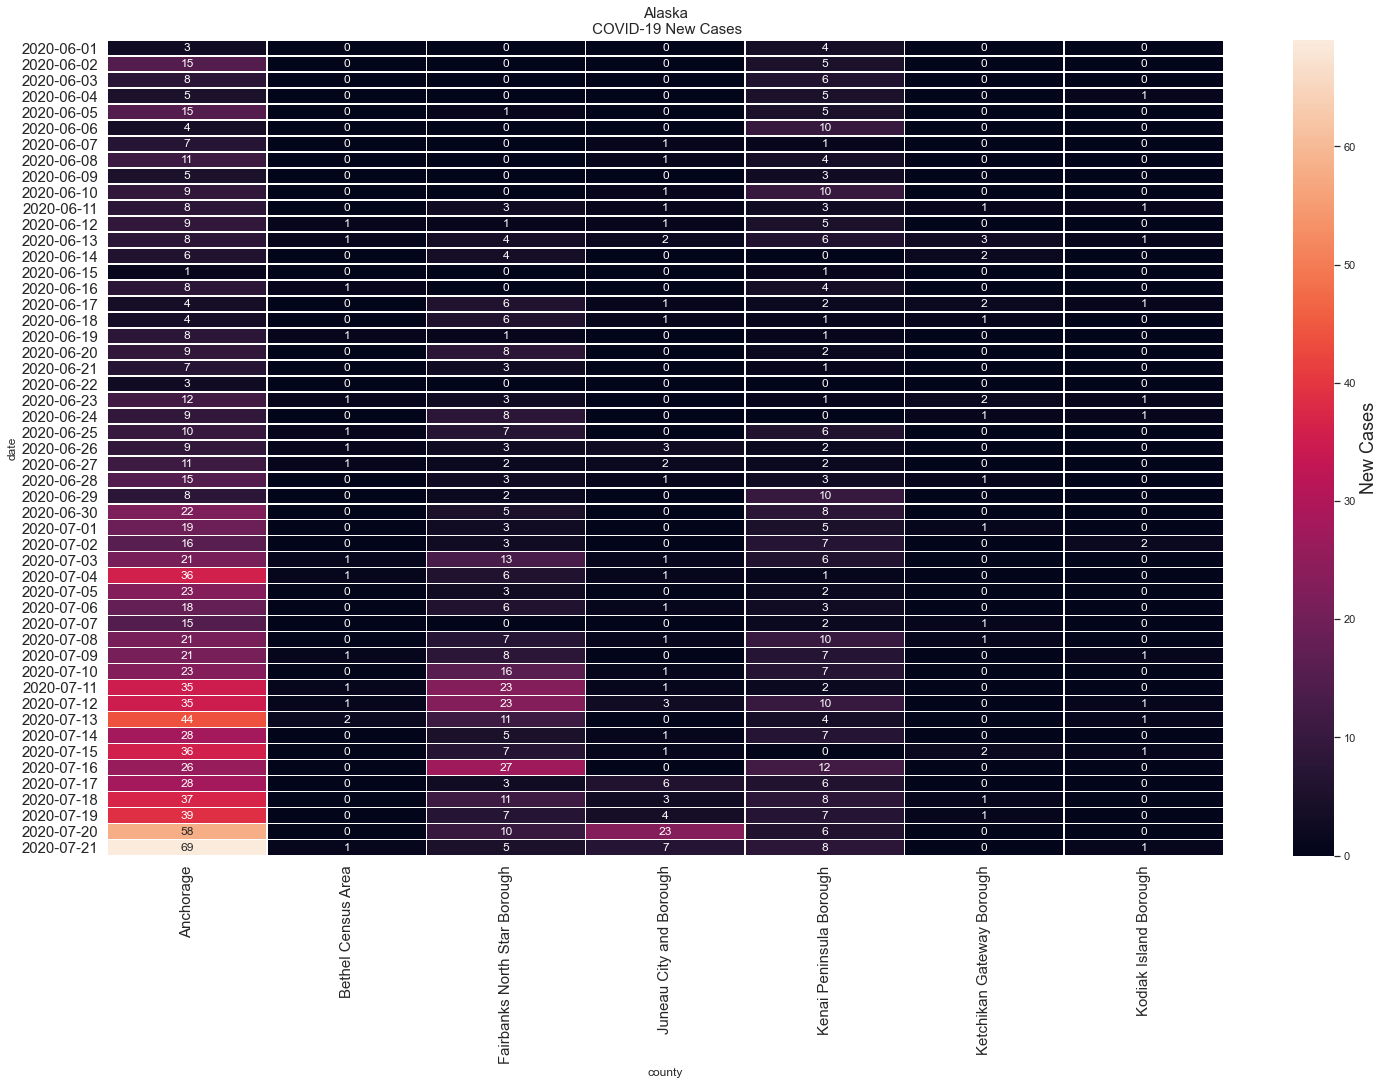 Alaska
COVID-19 New Cases
2020-06-01 3 0 0 0 4 0 0
2020-06-02 15 0 0 0 5 0 0
2020-06-03 8 0 0 0 6 0 0
2020-06-04 5 0 0 0 5 0 1
2020-06-05 15 0 1 0 5 0 0
2020-06-06 4 0 0 0 10 0 0
2020-06-07 7 0 0 1 1 0 0
2020-06-08 11 0 0 1 4 0 0
2020-06-09 5 0 0 0 3 0 0
2020-06-10 9 0 0 1 10 0 0
2020-06-11 8 0 3 1 3 1 1
2020-06-12 9 1 1 1 5 0 0
2020-06-13 8 1 4 2 6 3 1
2020-06-14 6 0 4 0 0 2 0
2020-06-15 1 0 0 0 1 0 0
2020-06-16 8 1 0 0 4 0 0
2020-06-17 4 0 6 1 2 2 1
2020-06-18 4 0 6 1 1 1 0
2020-06-19 8 1 1 0 1 0 0
2020-06-20 9 0 8 0 2 0 0
2020-06-21 7 0 3 0 1 0 0
2020-06-22 3 0 0 0 0 0 0
2020-06-23 12 1 3 0 1 2 1
2020-06-24 9 0 8 0 0 1 1
2020-06-25 10 1 7 0 6 0 0
2020-06-26 9 1 3 3 2 0 0
2020-06-27 11 1 2 2 2 0 0
2020-06-28 15 0 3 1 3 1 0
2020-06-29 8 0 2 0 10 0 0
2020-06-30 22 0 5 0 8 0 0
2020-07-01 19 0 3 0 5 1 0
2020-07-02 16 0 3 0 7 0 2
2020-07-03 21 1 13 1 6 0 0
2020-07-04 36 1 6 1 1 0 0
2020-07-05 23 0 3 0 2 0 0
2020-07-06 18 0 6 1 3 0 0
2020-07-07 15 0 0 0 2 1 0
2020-07-08 21 0 7 1 10 1 0
2020-07-09 21 1 8 0 7 0 1
2020-07-10 23 0 16 1 7 0 0
2020-07-11 35 1 23 1 2 0 0
2020-07-12 35 1 23 3 10 0 1
2020-07-13 44 2 11 0 4 0 1
2020-07-14 28 0 5 1 7 0 0
2020-07-15 36 0 7 1 0 2 1
2020-07-16 26 0 27 0 12 0 0
2020-07-17 28 0 3 6 6 0 0
2020-07-18 37 0 11 3 8 1 0
2020-07-19 39 0 7 4 7 1 0
2020-07-20 58 0 10 23 6 0 0
2020-07-21 69 1 5 7 8 0 1
date
Anchorage
Bethel Census Area
Fairbanks North Star Borough
Juneau City and Borough
Kenai Peninsula Borough
Ketchikan Gateway Borough
Kodiak Island Borough
county
60
50
40
30
20
10
0
New Cases